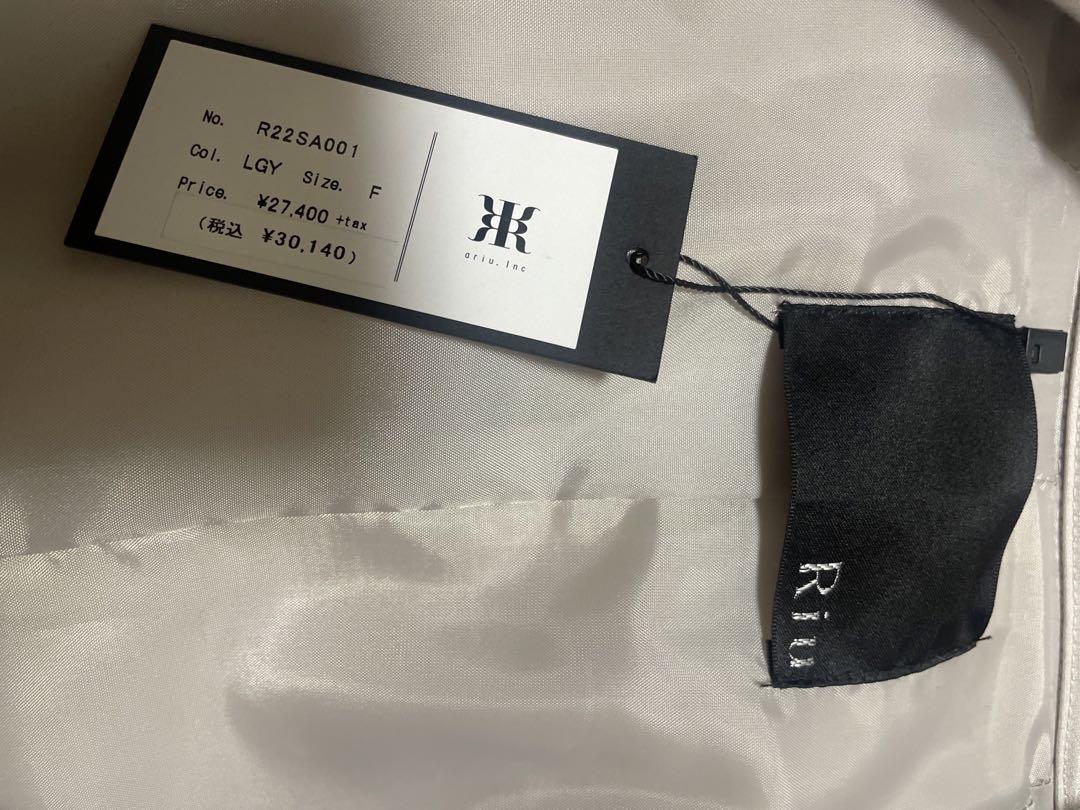 No. R22SA001
Col. LGY Size. F
Price. ¥27,400 +tax
(税込 ¥30,140)
ariu.Inc
Riu